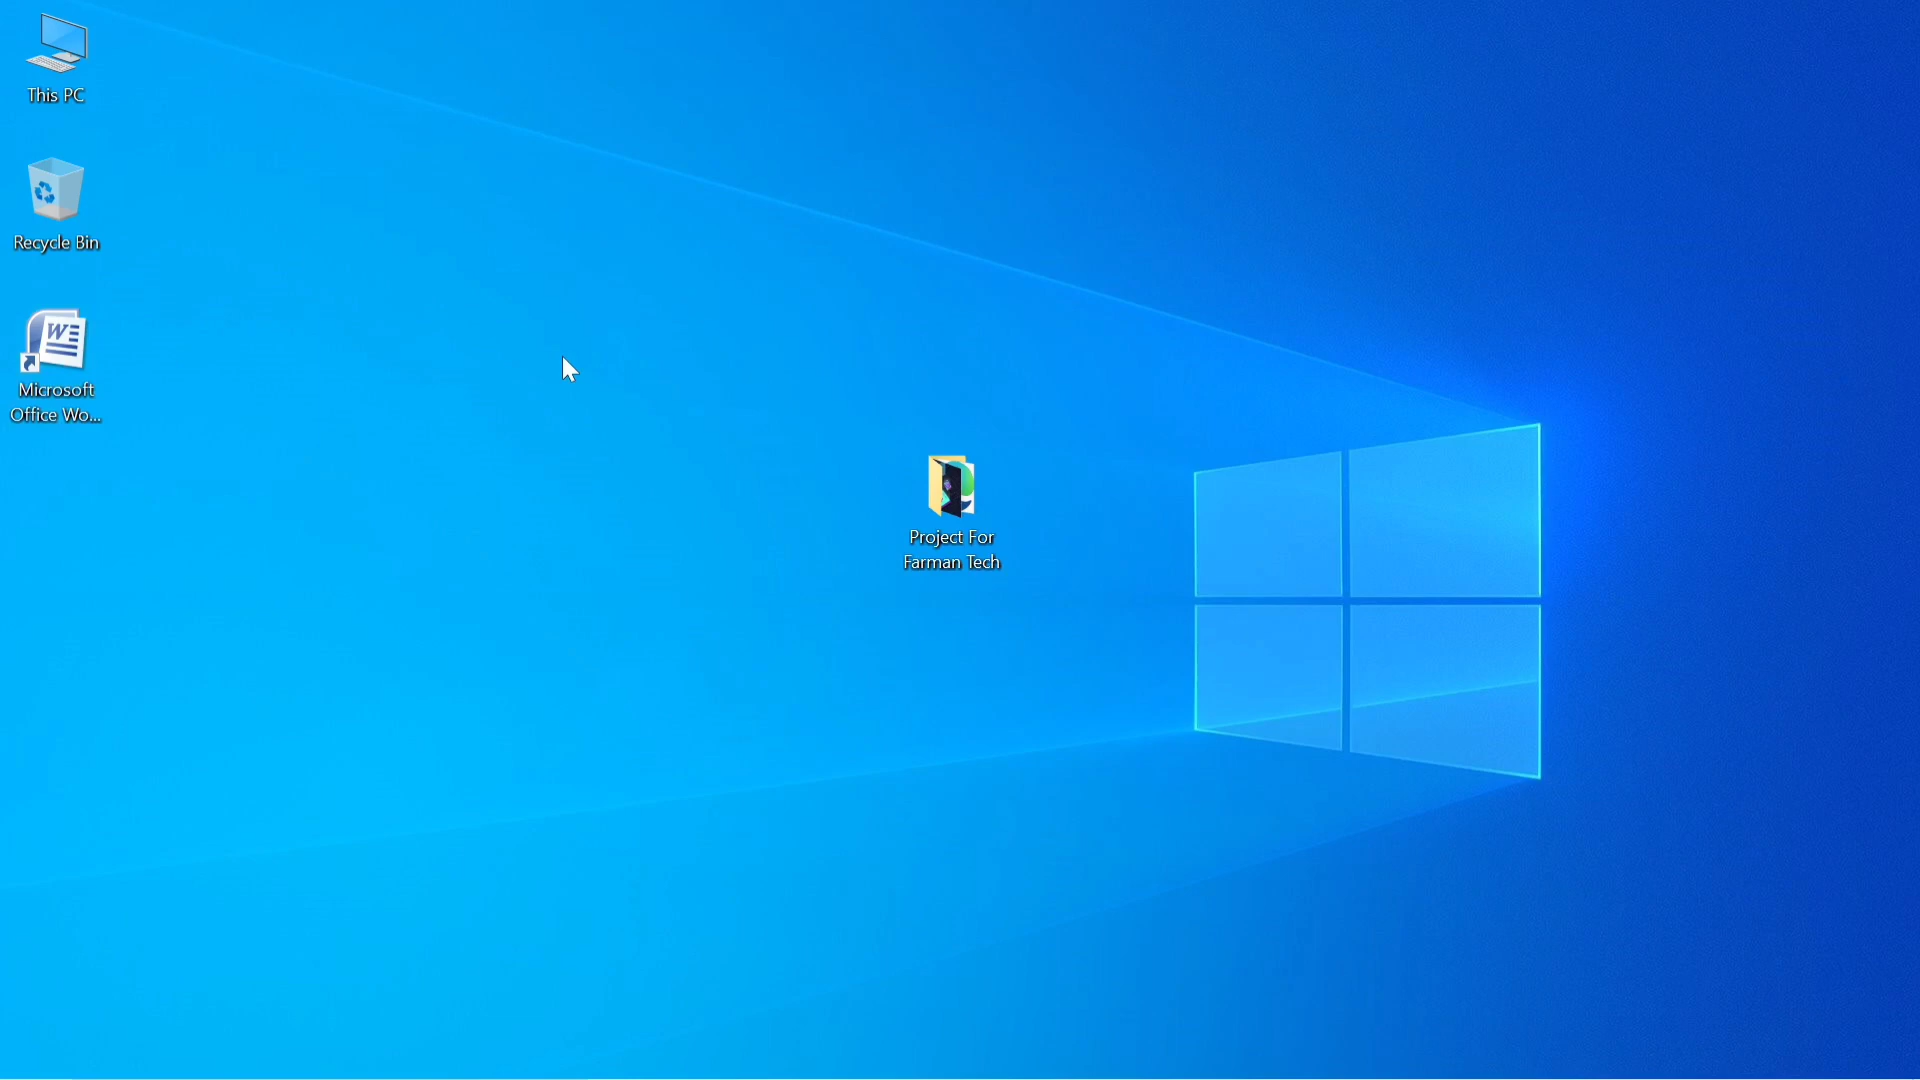 This PC
Recycle Bin
Microsoft
Office Wo...
Project For
Farman Tech